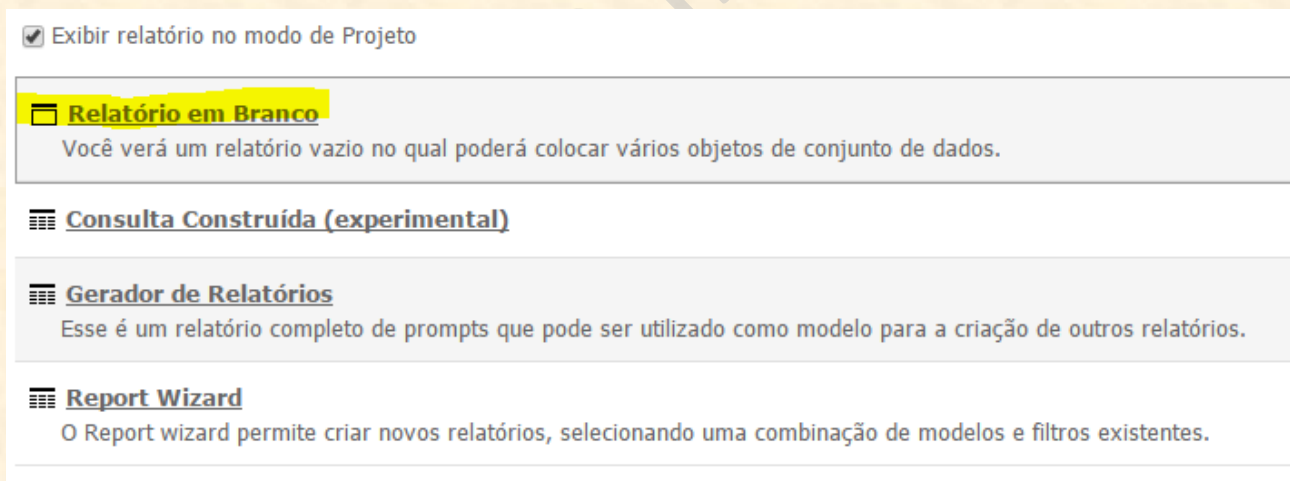 Exibir relatório no modo de Projeto
Relatório em Branco
Você verá um relatório vazio no qual poderá colocar vários objetos de conjunto de dados.
Consulta Construída (experimental)
Gerador de Relatórios
Esse é um relatório completo de prompts que pode ser utilizado como modelo para a criação de outros relatórios.
Report Wizard
O Report wizard permite criar novos relatórios, selecionando uma combinação de modelos e filtros existentes.